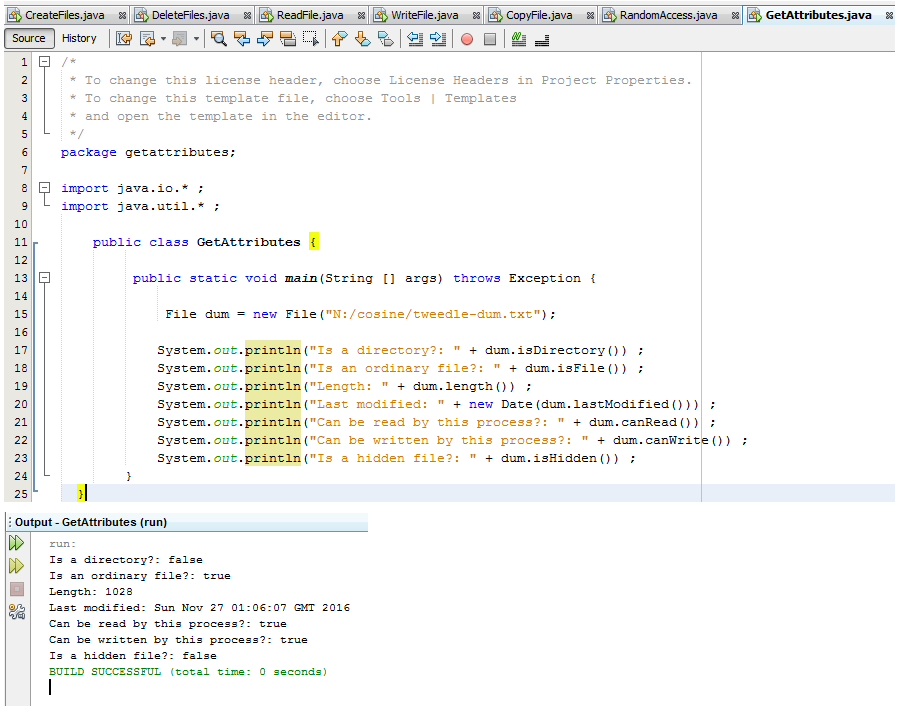 CreateFiles.java DeleteFiles.java ReadFile.java WriteFile.java CopyFile.java RandomAccess.java GetAttributes.java
Source History
1 /*
2 * To change this license header, choose License Headers in Project Properties.
3 * To change this template file, choose Tools | Templates
4 * and open the template in the editor.
5 */
6 package getattributes;
7
8 import java.io.* ;
9 import java.util.* ;
10
11 public class GetAttributes {
12
13 public static void main(String [] args) throws Exception {
14
15 File dum = new File("N:/cosine/tweedle-dum.txt");
16
17 System.out.println("Is a directory?: " + dum.isDirectory()) ;
18 System.out.println("Is an ordinary file?: " + dum.isFile()) ;
19 System.out.println("Length: " + dum.length()) ;
20 System.out.println("Last modified: " + new Date(dum.lastModified())) ;
21 System.out.println("Can be read by this process?: " + dum.canRead()) ;
22 System.out.println("Can be written by this process?: " + dum.canWrite()) ;
23 System.out.println("Is a hidden file?: " + dum.isHidden()) ;
24 }
25 }
Output - GetAttributes (run)
run:
Is a directory?: false
Is an ordinary file?: true
Length: 1028
Last modified: Sun Nov 27 01:06:07 GMT 2016
Can be read by this process?: true
Can be written by this process?: true
Is a hidden file?: false
BUILD SUCCESSFUL (total time: 0 seconds)